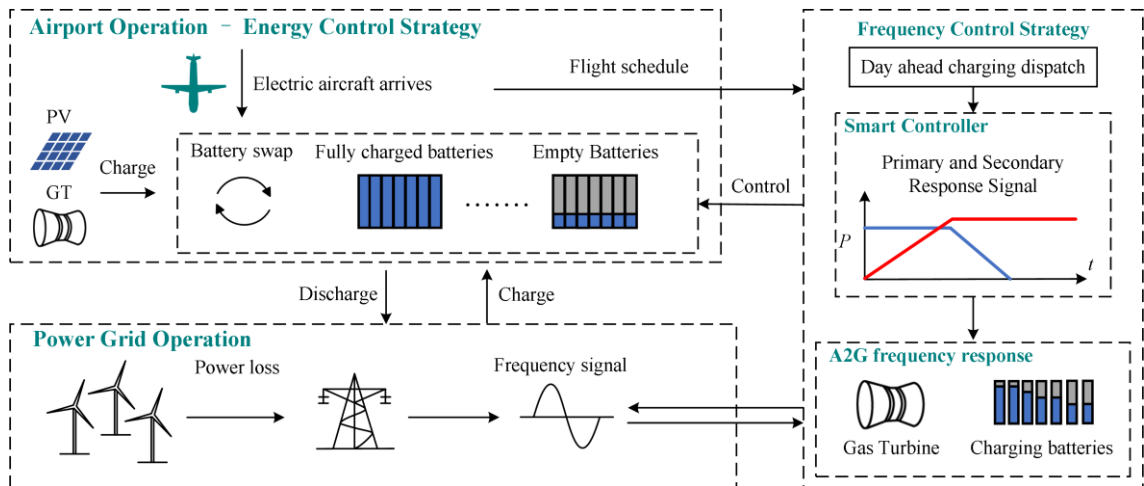 Airport Operation – Energy Control Strategy
Electric aircraft arrives
Flight schedule
PV
GT
Charge
Battery swap
Fully charged batteries
Empty Batteries
Control
Discharge
Charge
Power Grid Operation
Power loss
Frequency signal
Frequency Control Strategy
Day ahead charging dispatch
Smart Controller
Primary and Secondary
Response Signal
P
t
A2G frequency response
Gas Turbine
Charging batteries